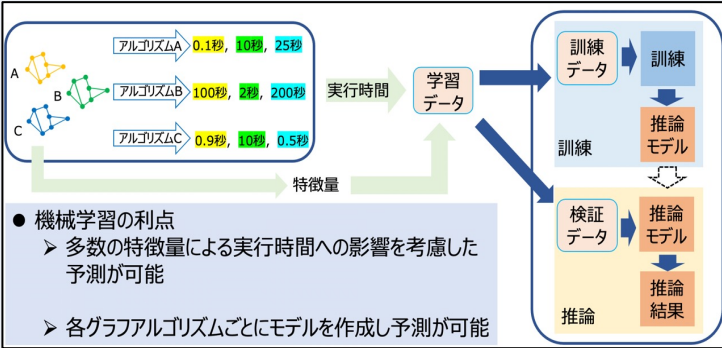 A
B
C
アルゴリズムA 0.1秒, 10秒, 25秒
アルゴリズムB 100秒, 2秒, 200秒
アルゴリズムC 0.9秒, 10秒, 0.5秒
実行時間
特徴量
学習
データ
訓練
データ
訓練
推論
モデル
訓練
検証
データ
推論
モデル
推論
結果
推論
● 機械学習の利点
➤ 多数の特徴量による実行時間への影響を考慮した
予測が可能
➤ 各グラフアルゴリズムごとにモデルを作成し予測が可能